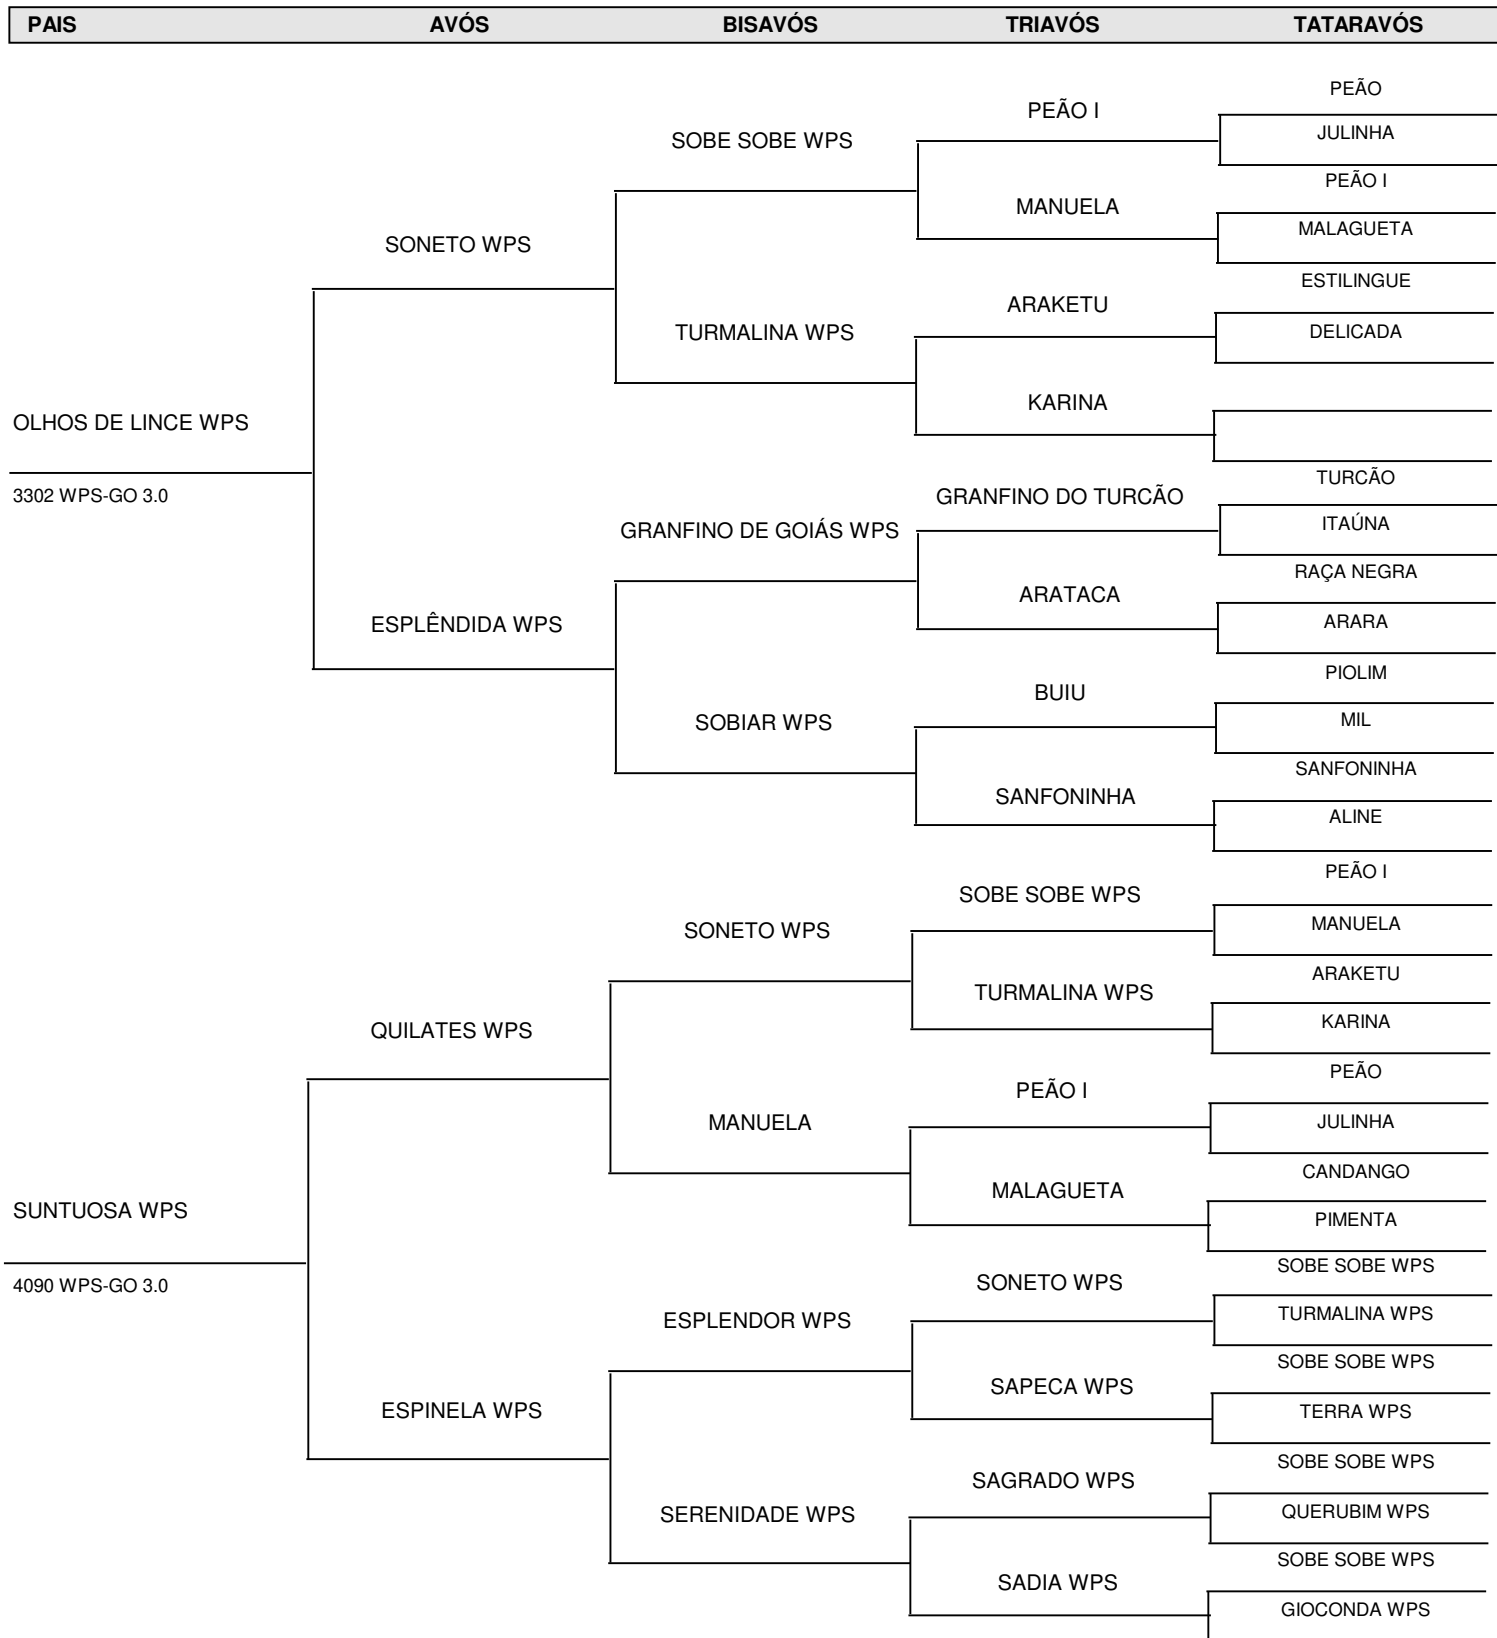 PAIS AVÓS BISAVÓS TRIAVÓS TATARAVÓS
PEÃO
PEÃO I
JULINHA
SOBE SOBE WPS
PEÃO I
MANUELA
MALAGUETA
SONETO WPS
ESTILINGUE
ARAKETU
TURMALINA WPS
DELICADA
KARINA
OLHOS DE LINCE WPS
TURCÃO
3302 WPS-GO 3.0
GRANFINO DO TURCÃO
ITAÚNA
GRANFINO DE GOIÁS WPS
RAÇA NEGRA
ARATACA
ARARA
ESPLÊNDIDA WPS
PIOLIM
BUIU
MIL
SOBIAR WPS
SANFONINHA
SANFONINHA
ALINE
PEÃO I
SOBE SOBE WPS
MANUELA
SONETO WPS
ARAKETU
TURMALINA WPS
KARINA
QUILATES WPS
PEÃO
PEÃO I
JULINHA
MANUELA
CANDANGO
MALAGUETA
SUNTUOSA WPS
PIMENTA
SOBE SOBE WPS
4090 WPS-GO 3.0
SONETO WPS
TURMALINA WPS
ESPLENDOR WPS
SOBE SOBE WPS
SAPECA WPS
ESPINELA WPS
TERRA WPS
SOBE SOBE WPS
SAGRADO WPS
QUERUBIM WPS
SERENIDADE WPS
SOBE SOBE WPS
SADIA WPS
GIOCONDA WPS